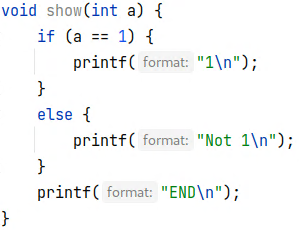 void show(int a) {
if (a == 1) {
printf( format: "1\n");
}
else {
printf( format: "Not 1\n");
}
printf( format: "END\n");
}